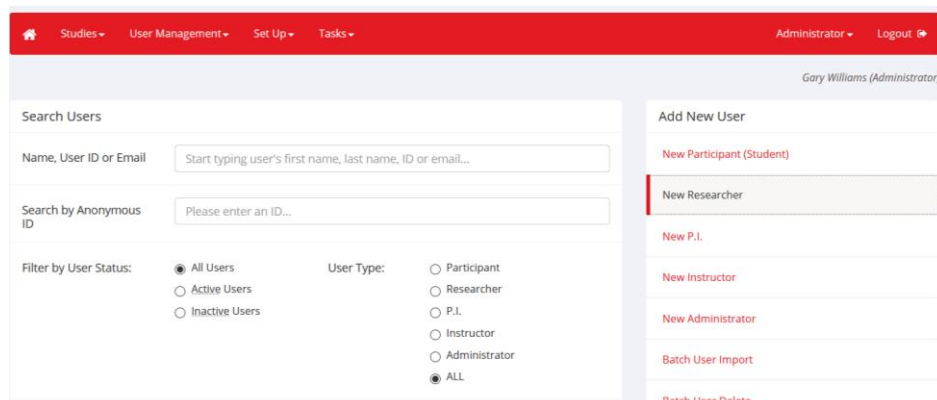 Studies User Management Set Up Tasks Administrator Logout
Gary Williams (Administrator
Search Users
Name, User ID or Email Start typing user's first name, last name, ID or email...
Search by Anonymous ID Please enter an ID...
Filter by User Status: All Users User Type: Participant
Active Users Researcher
Inactive Users P.I.
Instructor
Administrator
ALL
Add New User
New Participant (Student)
New Researcher
New P.I.
New Instructor
New Administrator
Batch User Import
Batch User Delete